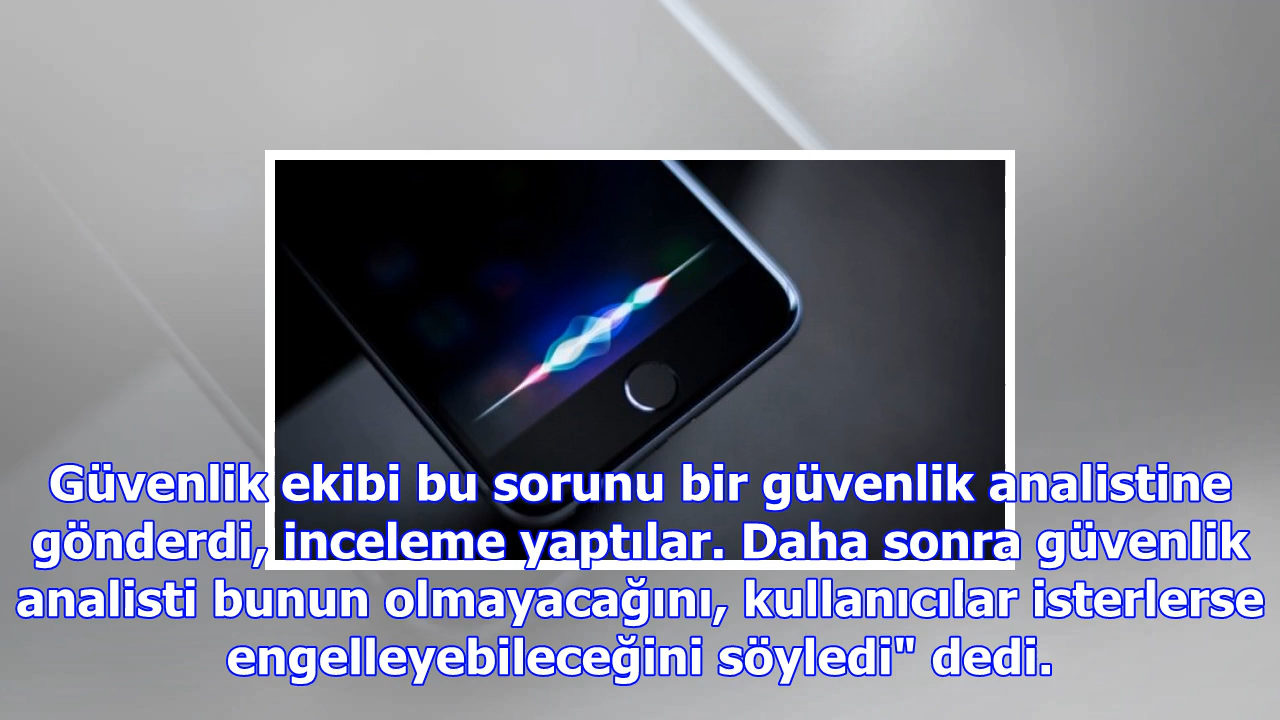 Güvenlik ekibi bu sorunu bir güvenlik analistine
gönderdi, inceleme yaptılar. Daha sonra güvenlik
analisti bunun olmayacağını, kullanıcılar isterlerse
engelleyebileceğini söyledi" dedi.